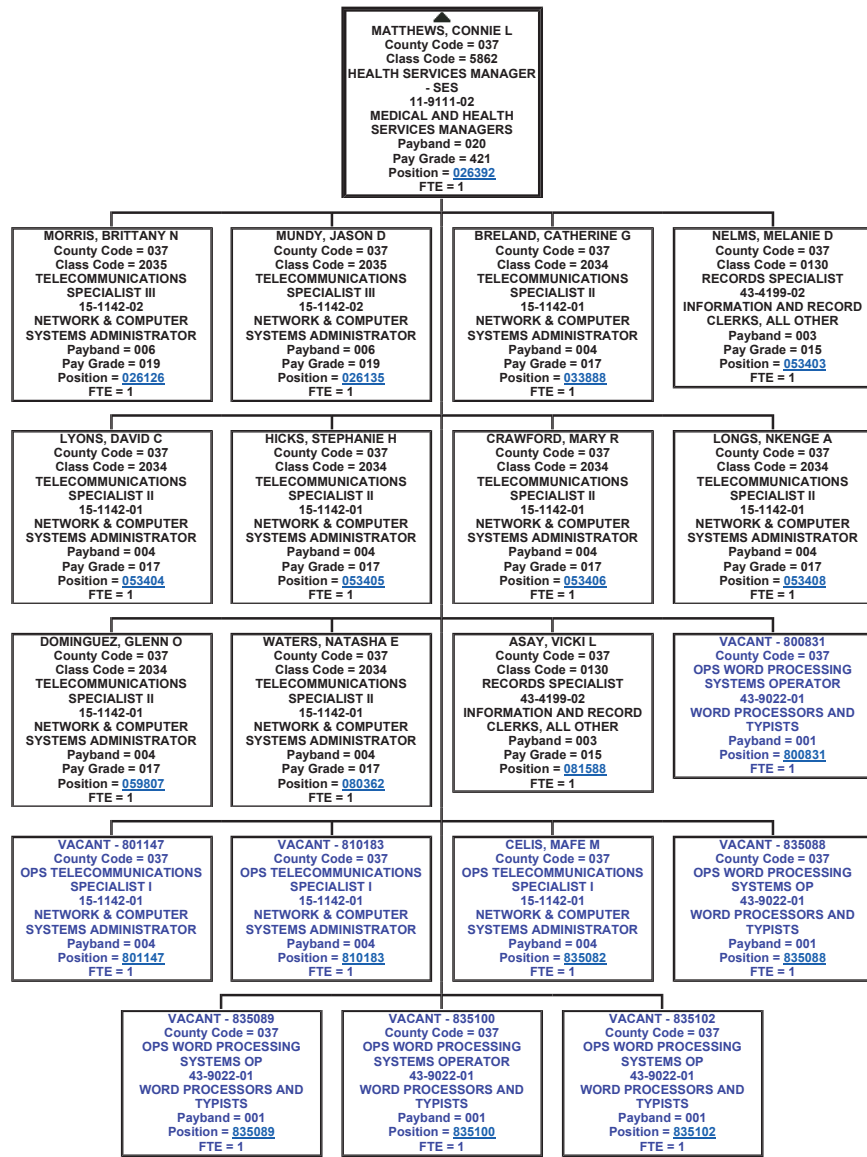 MATTHEWS, CONNIE L
County Code = 037
Class Code = 5862
HEALTH SERVICES MANAGER
- SES
11-9111-02
MEDICAL AND HEALTH
SERVICES MANAGERS
Payband = 020
Pay Grade = 421
Position = 026392
FTE = 1
MORRIS, BRITTANY N
County Code = 037
Class Code = 2035
TELECOMMUNICATIONS
SPECIALIST III
15-1142-02
NETWORK & COMPUTER
SYSTEMS ADMINISTRATOR
Payband = 006
Pay Grade = 019
Position = 026126
FTE = 1
MUNDY, JASON D
County Code = 037
Class Code = 2035
TELECOMMUNICATIONS
SPECIALIST III
15-1142-02
NETWORK & COMPUTER
SYSTEMS ADMINISTRATOR
Payband = 006
Pay Grade = 019
Position = 026135
FTE = 1
BRELAND, CATHERINE G
County Code = 037
Class Code = 2034
TELECOMMUNICATIONS
SPECIALIST II
15-1142-01
NETWORK & COMPUTER
SYSTEMS ADMINISTRATOR
Payband = 004
Pay Grade = 017
Position = 033888
FTE = 1
NELMS, MELANIE D
County Code = 037
Class Code = 0130
RECORDS SPECIALIST
43-4199-02
INFORMATION AND RECORD
CLERKS, ALL OTHER
Payband = 003
Pay Grade = 015
Position = 053403
FTE = 1
LYONS, DAVID C
County Code = 037
Class Code = 2034
TELECOMMUNICATIONS
SPECIALIST II
15-1142-01
NETWORK & COMPUTER
SYSTEMS ADMINISTRATOR
Payband = 004
Pay Grade = 017
Position = 053404
FTE = 1
HICKS, STEPHANIE H
County Code = 037
Class Code = 2034
TELECOMMUNICATIONS
SPECIALIST II
15-1142-01
NETWORK & COMPUTER
SYSTEMS ADMINISTRATOR
Payband = 004
Pay Grade = 017
Position = 053405
FTE = 1
CRAWFORD, MARY R
County Code = 037
Class Code = 2034
TELECOMMUNICATIONS
SPECIALIST II
15-1142-01
NETWORK & COMPUTER
SYSTEMS ADMINISTRATOR
Payband = 004
Pay Grade = 017
Position = 053406
FTE = 1
LONGS, NKENGE A
County Code = 037
Class Code = 2034
TELECOMMUNICATIONS
SPECIALIST II
15-1142-01
NETWORK & COMPUTER
SYSTEMS ADMINISTRATOR
Payband = 004
Pay Grade = 017
Position = 053408
FTE = 1
DOMINGUEZ, GLENN O
County Code = 037
Class Code = 2034
TELECOMMUNICATIONS
SPECIALIST II
15-1142-01
NETWORK & COMPUTER
SYSTEMS ADMINISTRATOR
Payband = 004
Pay Grade = 017
Position = 059807
FTE = 1
WATERS, NATASHA E
County Code = 037
Class Code = 2034
TELECOMMUNICATIONS
SPECIALIST II
15-1142-01
NETWORK & COMPUTER
SYSTEMS ADMINISTRATOR
Payband = 004
Pay Grade = 017
Position = 080362
FTE = 1
ASAY, VICKI L
County Code = 037
Class Code = 0130
RECORDS SPECIALIST
43-4199-02
INFORMATION AND RECORD
CLERKS, ALL OTHER
Payband = 003
Pay Grade = 015
Position = 081588
FTE = 1
VACANT - 800831
County Code = 037
OPS WORD PROCESSING
SYSTEMS OPERATOR
43-9022-01
WORD PROCESSORS AND
TYPISTS
Payband = 001
Position = 800831
FTE = 1
VACANT - 801147
County Code = 037
OPS TELECOMMUNICATIONS
SPECIALIST I
15-1142-01
NETWORK & COMPUTER
SYSTEMS ADMINISTRATOR
Payband = 004
Position = 801147
FTE = 1
VACANT - 810183
County Code = 037
OPS TELECOMMUNICATIONS
SPECIALIST I
15-1142-01
NETWORK & COMPUTER
SYSTEMS ADMINISTRATOR
Payband = 004
Position = 810183
FTE = 1
CELIS, MAFE M
County Code = 037
OPS TELECOMMUNICATIONS
SPECIALIST I
15-1142-01
NETWORK & COMPUTER
SYSTEMS ADMINISTRATOR
Payband = 004
Position = 835082
FTE = 1
VACANT - 835088
County Code = 037
OPS WORD PROCESSING
SYSTEMS OP
43-9022-01
WORD PROCESSORS AND
TYPISTS
Payband = 001
Position = 835088
FTE = 1
VACANT - 835089
County Code = 037
OPS WORD PROCESSING
SYSTEMS OP
43-9022-01
WORD PROCESSORS AND
TYPISTS
Payband = 001
Position = 835089
FTE = 1
VACANT - 835100
County Code = 037
OPS WORD PROCESSING
SYSTEMS OPERATOR
43-9022-01
WORD PROCESSORS AND
TYPISTS
Payband = 001
Position = 835100
FTE = 1
VACANT - 835102
County Code = 037
OPS WORD PROCESSING
SYSTEMS OP
43-9022-01
WORD PROCESSORS AND
TYPISTS
Payband = 001
Position = 835102
FTE = 1